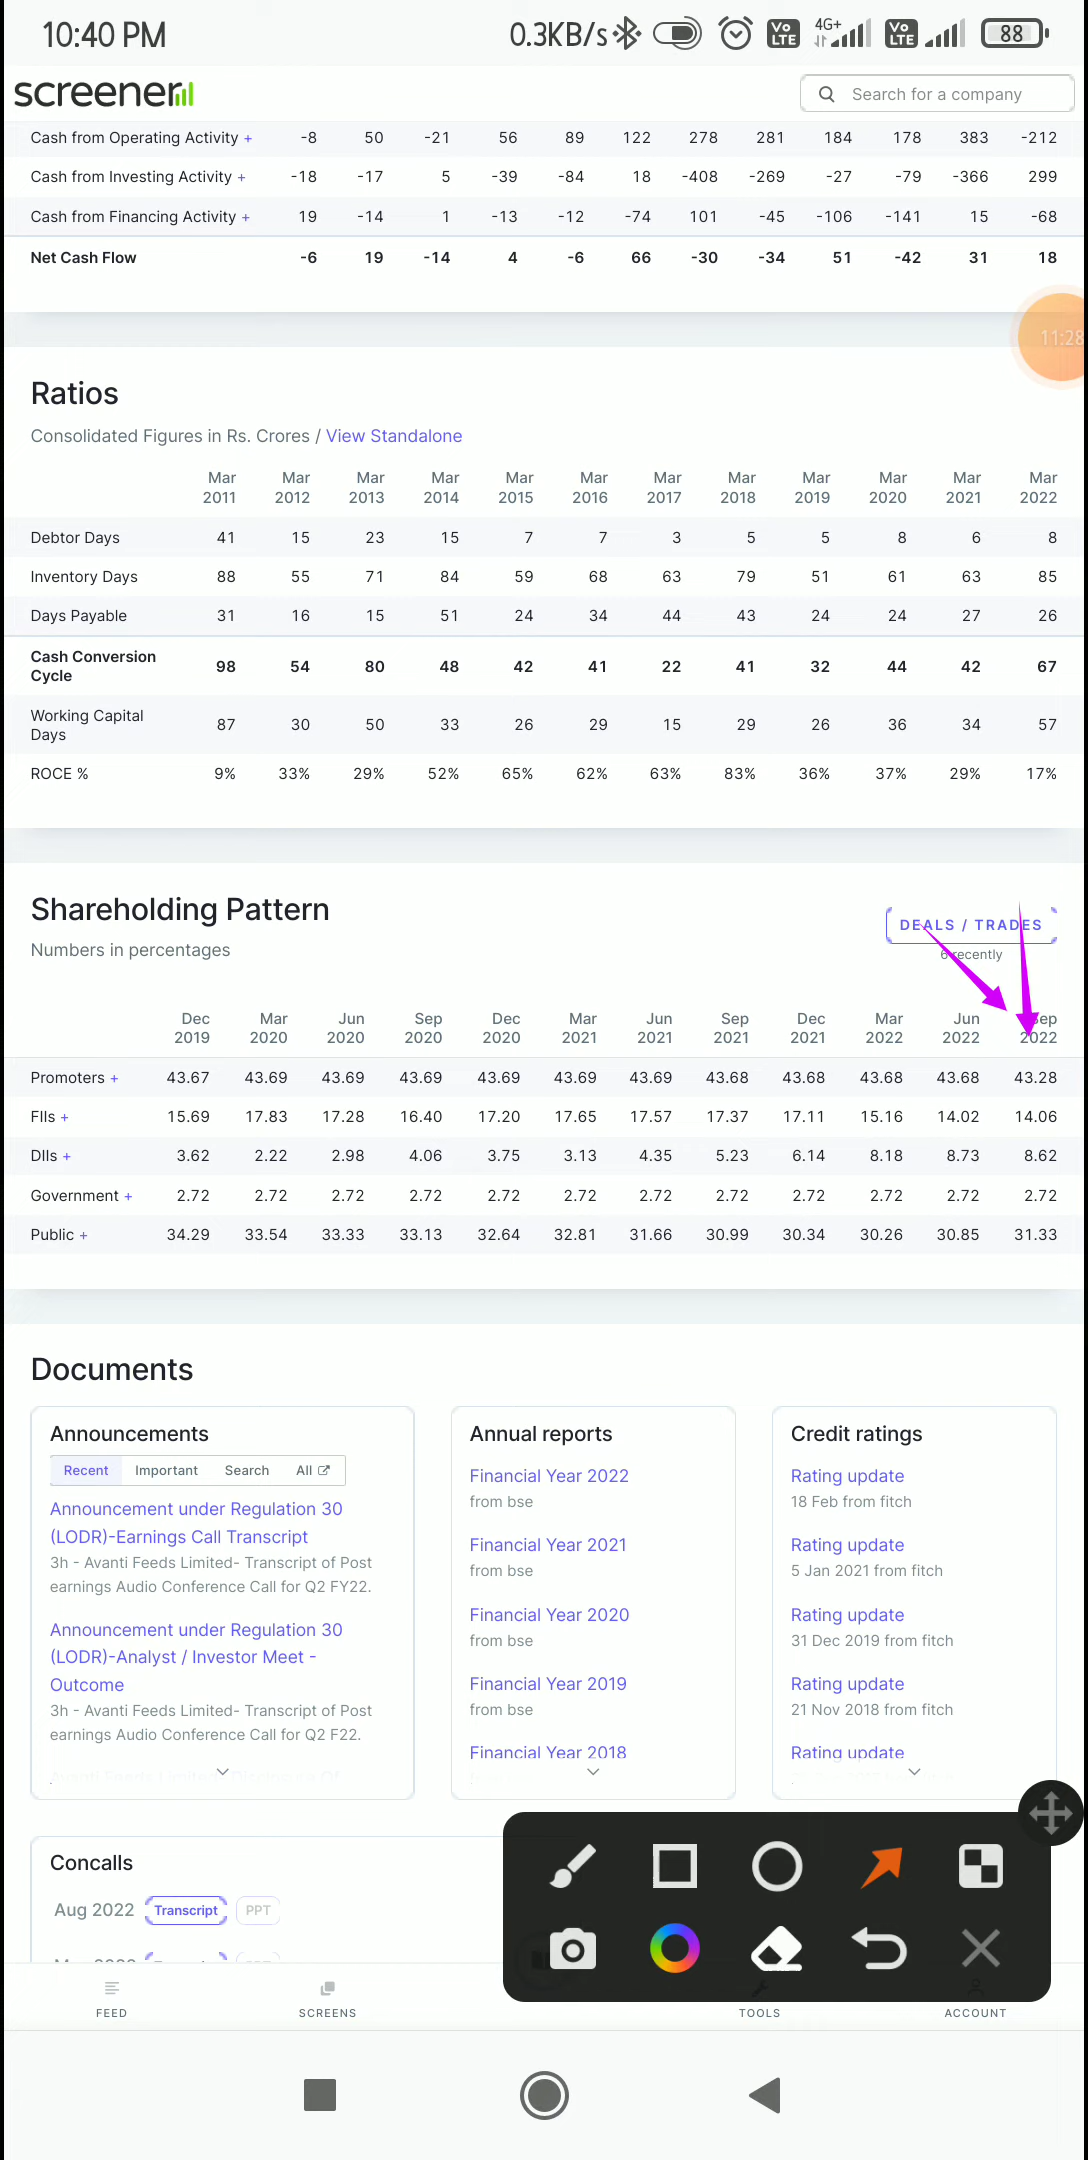 10:40 PM 0.3KB/s Vo LTE 4G+ Vo LTE 88
screener Search for a company
Cash from Operating Activity + -8 50 -21 56 89 122 278 281 184 178 383 -212
Cash from Investing Activity + -18 -17 5 -39 -84 18 -408 -269 -27 -79 -366 299
Cash from Financing Activity + 19 -14 1 -13 -12 -74 101 -45 -106 -141 15 -68
Net Cash Flow -6 19 -14 4 -6 66 -30 -34 51 -42 31 18
11:28
Ratios
Consolidated Figures in Rs. Crores / View Standalone
Mar 2011 Mar 2012 Mar 2013 Mar 2014 Mar 2015 Mar 2016 Mar 2017 Mar 2018 Mar 2019 Mar 2020 Mar 2021 Mar 2022
Debtor Days 41 15 23 15 7 7 3 5 5 8 6 8
Inventory Days 88 55 71 84 59 68 63 79 51 61 63 85
Days Payable 31 16 15 51 24 34 44 43 24 24 27 26
Cash Conversion Cycle 98 54 80 48 42 41 22 41 32 44 42 67
Working Capital Days 87 30 50 33 26 29 15 29 26 36 34 57
ROCE % 9% 33% 29% 52% 65% 62% 63% 83% 36% 37% 29% 17%
Shareholding Pattern
DEALS / TRADES
Numbers in percentages
6 recently
Dec 2019 Mar 2020 Jun 2020 Sep 2020 Dec 2020 Mar 2021 Jun 2021 Sep 2021 Dec 2021 Mar 2022 Jun 2022 Sep 2022
Promoters + 43.67 43.69 43.69 43.69 43.69 43.69 43.69 43.68 43.68 43.68 43.68 43.28
FIIs + 15.69 17.83 17.28 16.40 17.20 17.65 17.57 17.37 17.11 15.16 14.02 14.06
DIIs + 3.62 2.22 2.98 4.06 3.75 3.13 4.35 5.23 6.14 8.18 8.73 8.62
Government + 2.72 2.72 2.72 2.72 2.72 2.72 2.72 2.72 2.72 2.72 2.72 2.72
Public + 34.29 33.54 33.33 33.13 32.64 32.81 31.66 30.99 30.34 30.26 30.85 31.33
Documents
Announcements
Recent Important Search All
Announcement under Regulation 30
(LODR)-Earnings Call Transcript
3h - Avanti Feeds Limited- Transcript of Post
earnings Audio Conference Call for Q2 FY22.
Announcement under Regulation 30
(LODR)-Analyst / Investor Meet -
Outcome
3h - Avanti Feeds Limited- Transcript of Post
earnings Audio Conference Call for Q2 F22.
Annual reports
Financial Year 2022
from bse
Financial Year 2021
from bse
Financial Year 2020
from bse
Financial Year 2019
from bse
Financial Year 2018
Credit ratings
Rating update
18 Feb from fitch
Rating update
5 Jan 2021 from fitch
Rating update
31 Dec 2019 from fitch
Rating update
21 Nov 2018 from fitch
Rating update
Concalls
Aug 2022 Transcript PPT
FEED SCREENS TOOLS ACCOUNT